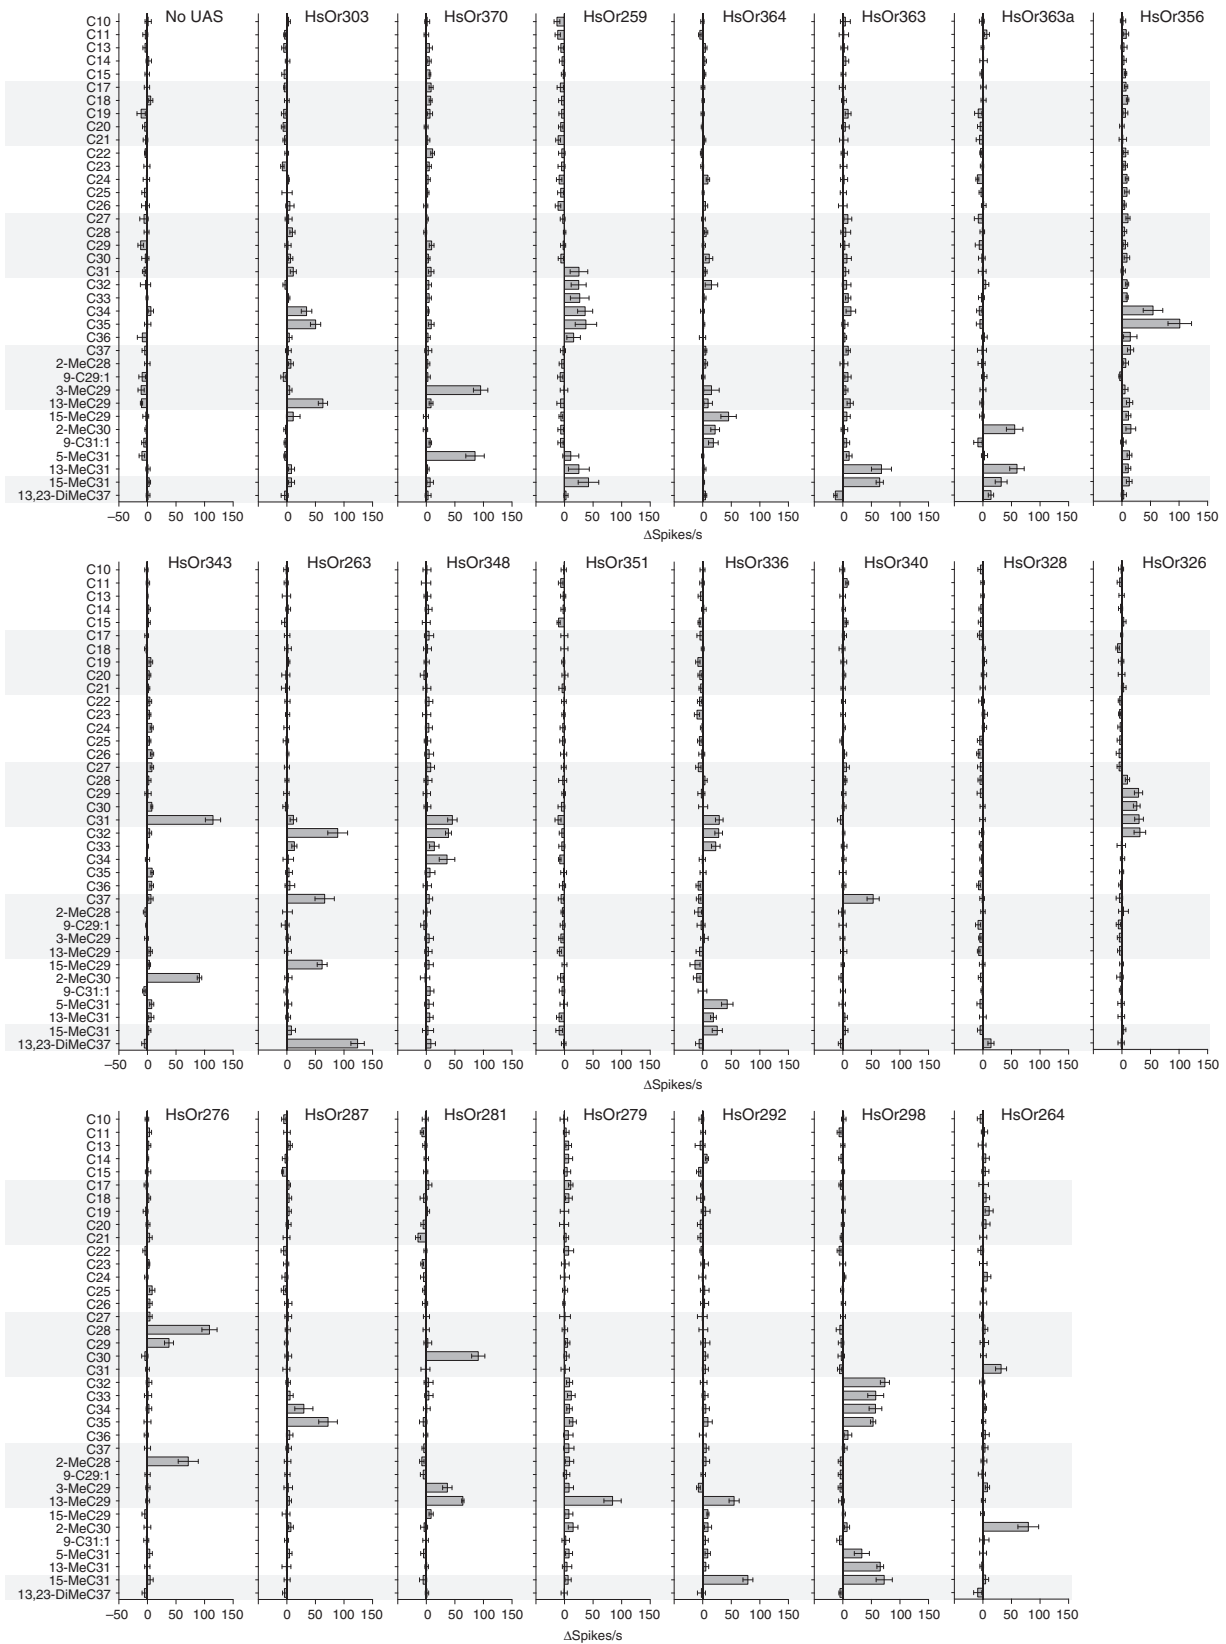 No UAS HsOr303 HsOr370 HsOr259 HsOr364 HsOr363 HsOr363a HsOr356
C10
C11
C13
C14
C15
C17
C18
C19
C20
C21
C22
C23
C24
C25
C26
C27
C28
C29
C30
C31
C32
C33
C34
C35
C36
C37
2-MeC28
9-C29:1
3-MeC29
13-MeC29
15-MeC29
2-MeC30
9-C31:1
5-MeC31
13-MeC31
15-MeC31
13,23-DiMeC37
−50 0 50 100 150 0 50 100 150 0 50 100 150 0 50 100 150 0 50 100 150 0 50 100 150 0 50 100 150 0 50 100 150
ΔSpikes/s
HsOr343 HsOr263 HsOr348 HsOr351 HsOr336 HsOr340 HsOr328 HsOr326
C10
C11
C13
C14
C15
C17
C18
C19
C20
C21
C22
C23
C24
C25
C26
C27
C28
C29
C30
C31
C32
C33
C34
C35
C36
C37
2-MeC28
9-C29:1
3-MeC29
13-MeC29
15-MeC29
2-MeC30
9-C31:1
5-MeC31
13-MeC31
15-MeC31
13,23-DiMeC37
−50 0 50 100 150 0 50 100 150 0 50 100 150 0 50 100 150 0 50 100 150 0 50 100 150 0 50 100 150 0 50 100 150
ΔSpikes/s
HsOr276 HsOr287 HsOr281 HsOr279 HsOr292 HsOr298 HsOr264
C10
C11
C13
C14
C15
C17
C18
C19
C20
C21
C22
C23
C24
C25
C26
C27
C28
C29
C30
C31
C32
C33
C34
C35
C36
C37
2-MeC28
9-C29:1
3-MeC29
13-MeC29
15-MeC29
2-MeC30
9-C31:1
5-MeC31
13-MeC31
15-MeC31
13,23-DiMeC37
−50 0 50 100 150 0 50 100 150 0 50 100 150 0 50 100 150 0 50 100 150 0 50 100 150 0 50 100 150
ΔSpikes/s